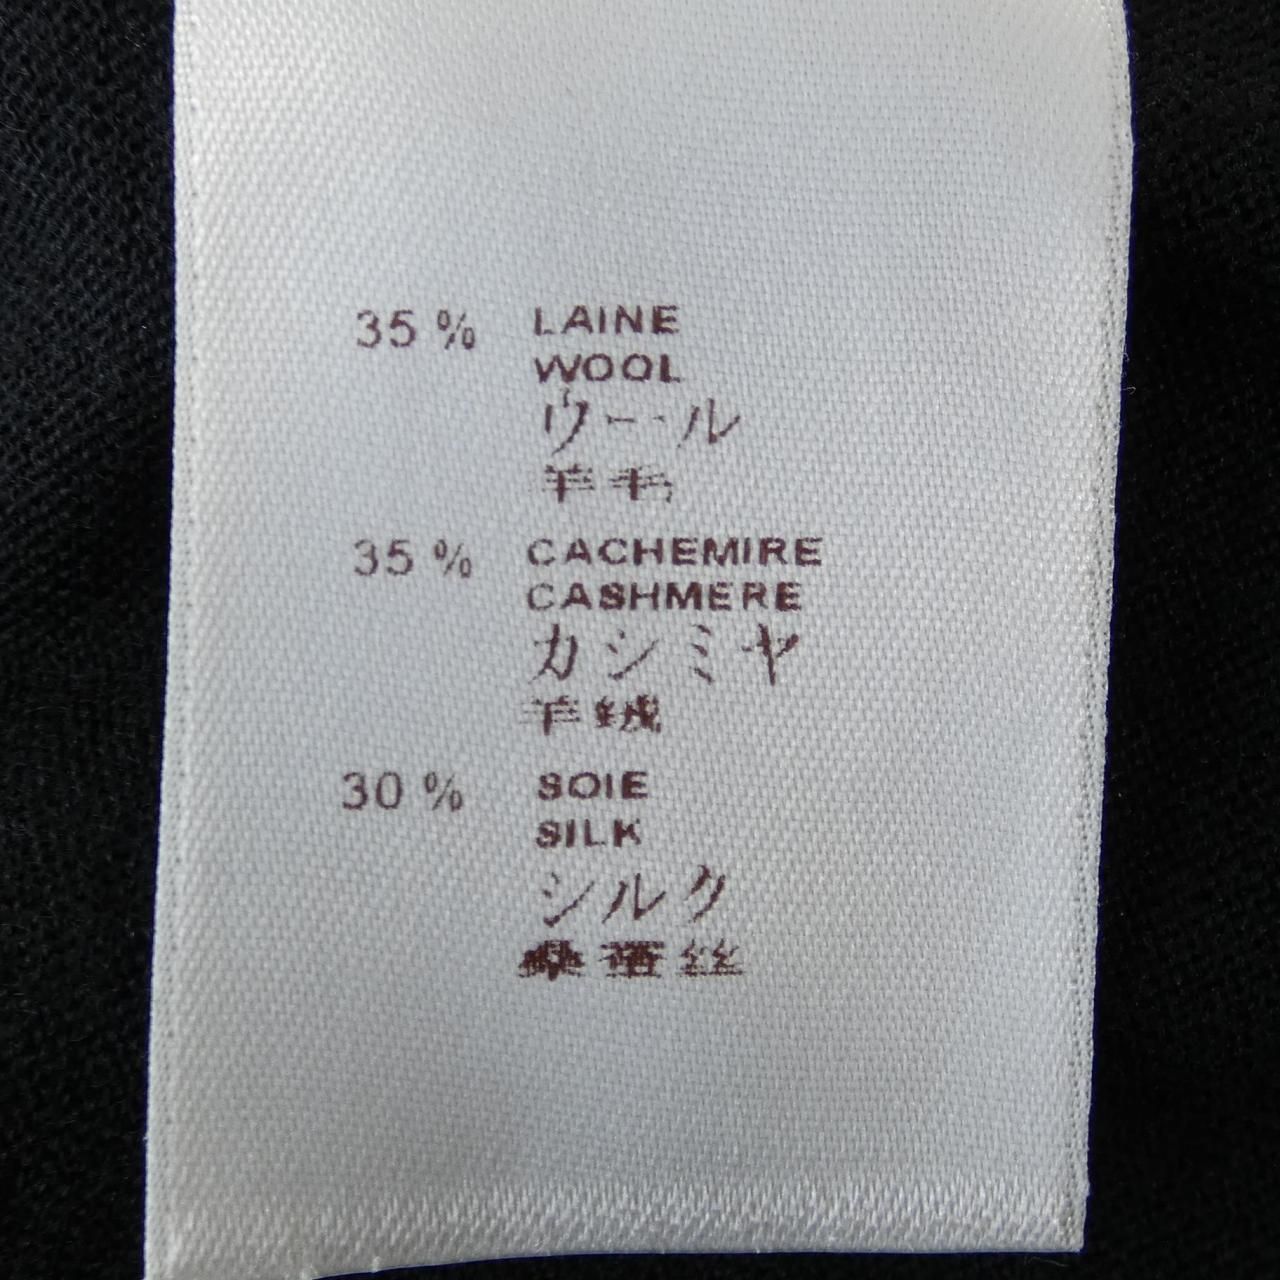 35 % LAINE
WOOL
ウール
羊毛
35 % CACHEMIRE
CASHMERE
カシミヤ
羊绒
30 % SOIE
SILK
シルク
桑蚕丝